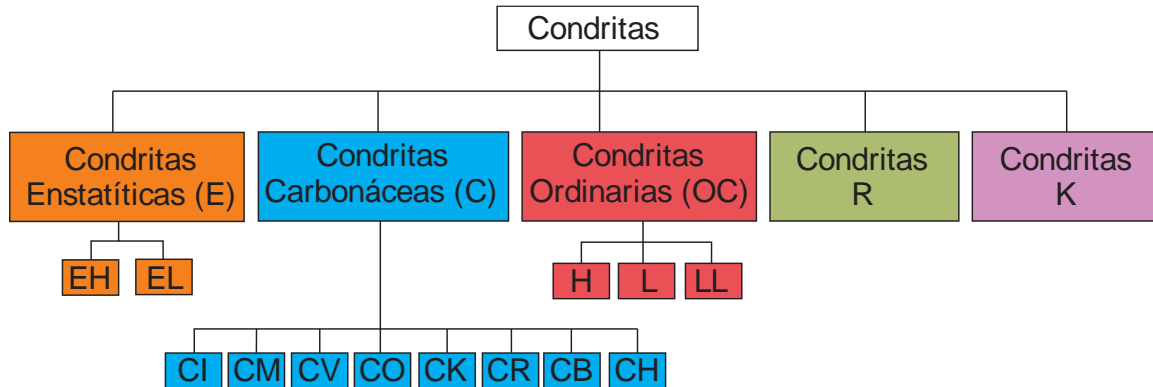 Condritas
Condritas
Enstatíticas (E)
Condritas
Carbonáceas (C)
Condritas
Ordinarias (OC)
Condritas
R
Condritas
K
EH
EL
H
L
LL
CI
CM
CV
CO
CK
CR
CB
CH